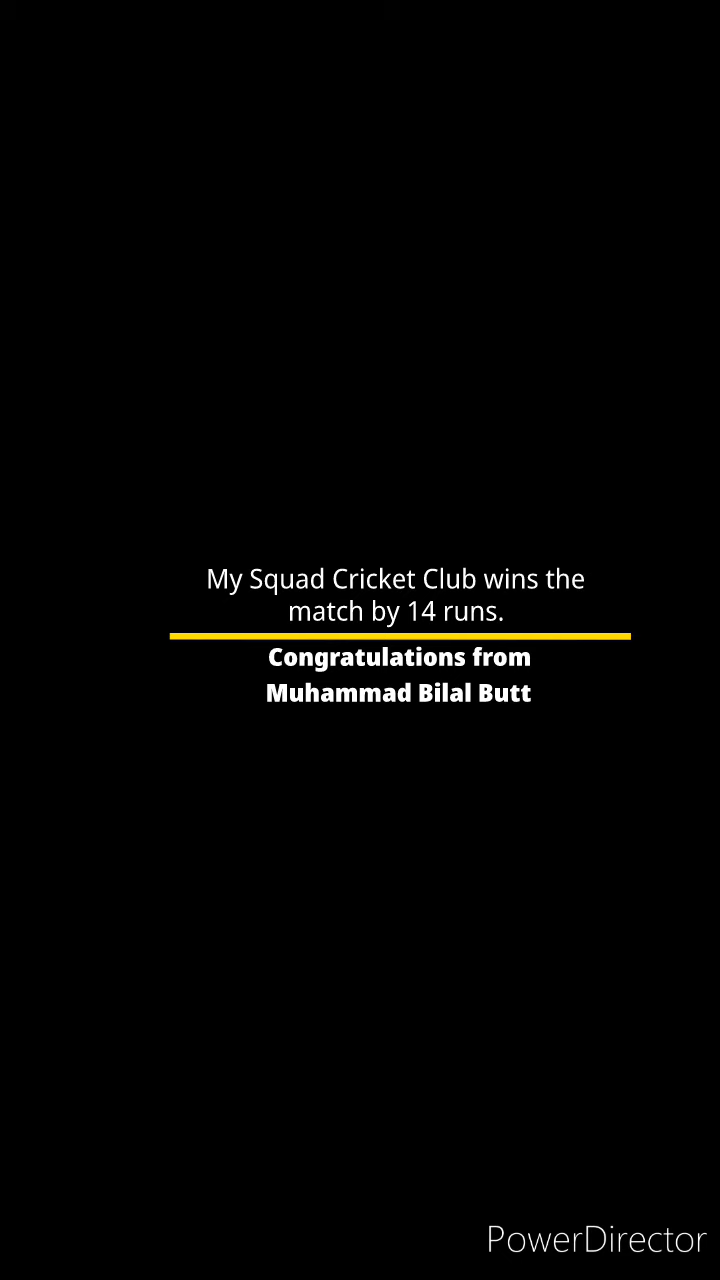 My Squad Cricket Club wins the
match by 14 runs.
Congratulations from
Muhammad Bilal Butt
PowerDirector